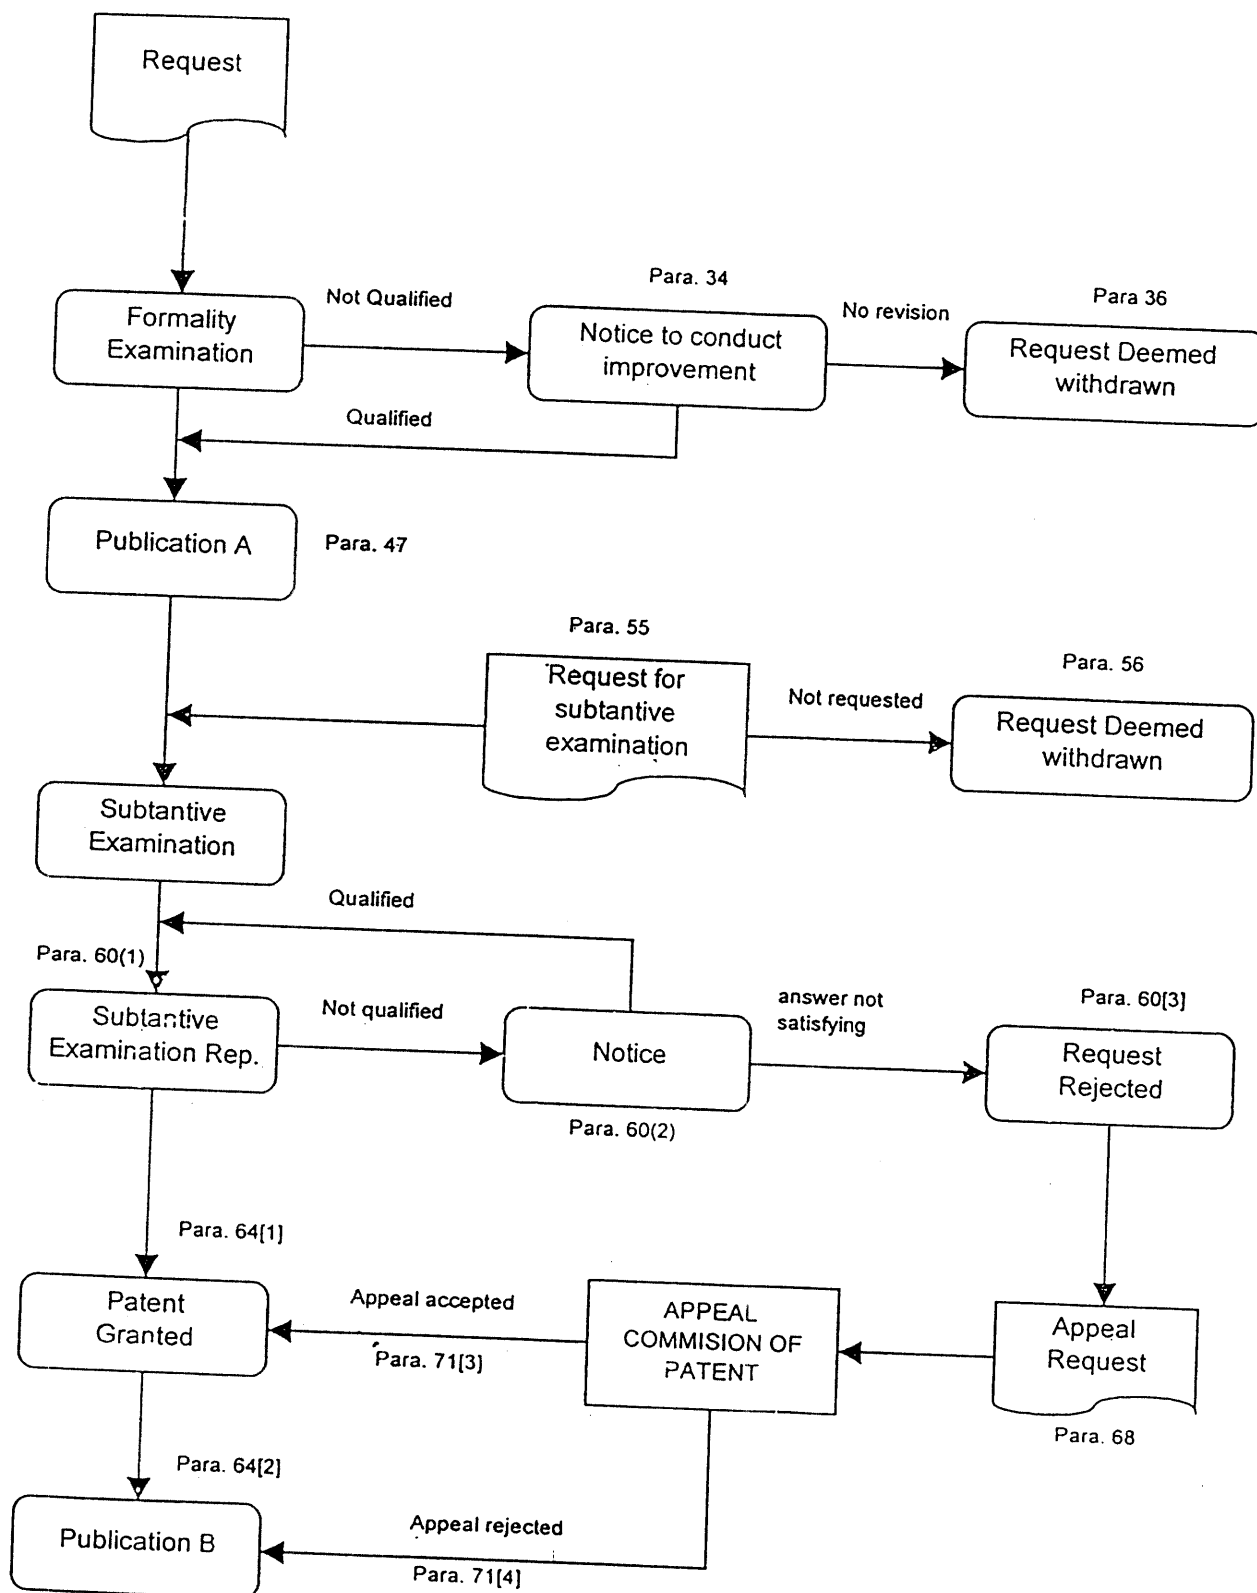 Request
Para. 34
Para 36
Not Qualified
No revision
Formality
Examination
Notice to conduct
improvement
Request Deemed
withdrawn
Qualified
Publication A
Para. 47
Para. 55
Para. 56
Request for
subtantive
examination
Not requested
Request Deemed
withdrawn
Subtantive
Examination
Qualified
Para. 60(1)
Not qualified
answer not
satisfying
Para. 60[3]
Subtantive
Examination Rep.
Notice
Request
Rejected
Para. 60(2)
Para. 64[1]
Patent
Granted
Appeal accepted
Para. 71[3]
APPEAL
COMMISION OF
PATENT
Appeal
Request
Para. 68
Para. 64[2]
Publication B
Appeal rejected
Para. 71[4]